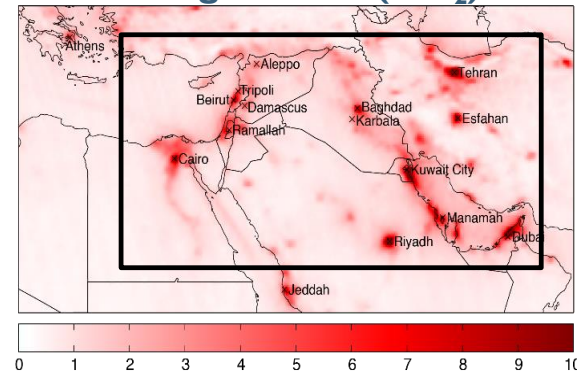 Athens
Aleppo
Tehran
Tripoli
Beirut
Damascus
Baghdad
Karbala
Esfahan
Ramallah
Cairo
Kuwait City
Manamah
Dubai
Riyadh
Jeddah
0 1 2 3 4 5 6 7 8 9 10